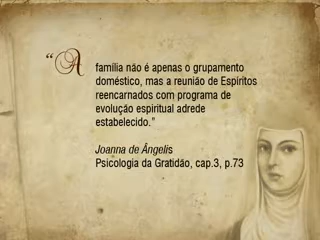 “A família não é apenas o grupamento
doméstico, mas a reunião de Espíritos
reencarnados com programa de
evolução espiritual adrede
estabelecido."
Joanna de Ângelis
Psicologia da Gratidão, cap.3, p.73